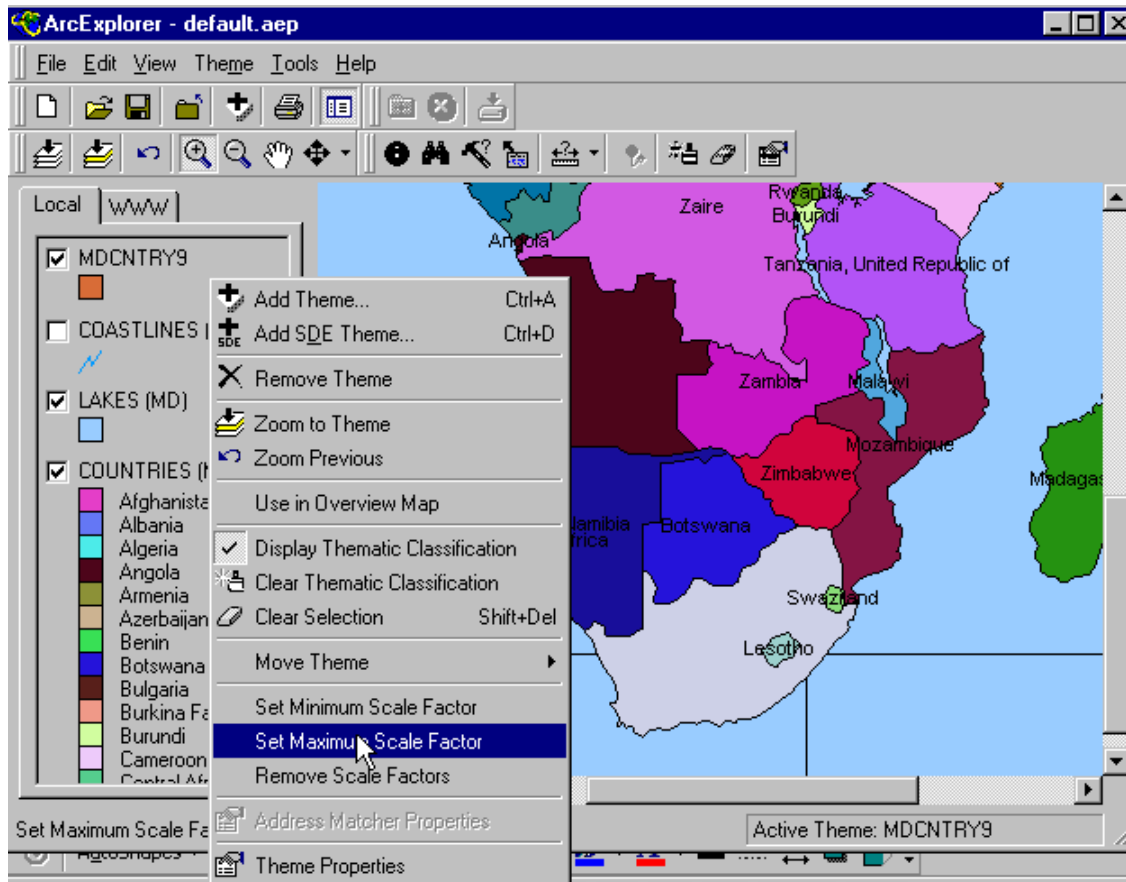 ArcExplorer - default.aep
File Edit View Theme Tools Help
Local WWW
MDCNTRY9
COASTLINES (
LAKES (MD)
COUNTRIES (
Afghanista
Albania
Algeria
Angola
Armenia
Azerbaijan
Benin
Botswana
Bulgaria
Burkina Fa
Burundi
Cameroon
Central Af
Add Theme... Ctrl+A
SDE Add SDE Theme... Ctrl+D
Remove Theme
Zoom to Theme
Zoom Previous
Use in Overview Map
Display Thematic Classification
Clear Thematic Classification
Clear Selection Shift+Del
Move Theme
Set Minimum Scale Factor
Set Maximum Scale Factor
Remove Scale Factors
Address Matcher Properties
Theme Properties
Zaire
Rwanda
Burundi
Angola
Tanzania, United Republic of
Zambia
Malawi
Mozambique
Zimbabwe
Madagas
Namibia
frica
Botswana
Swaziland
Lesotho
Set Maximum Scale Fa
Active Theme: MDCNTRY9
AutoShapes